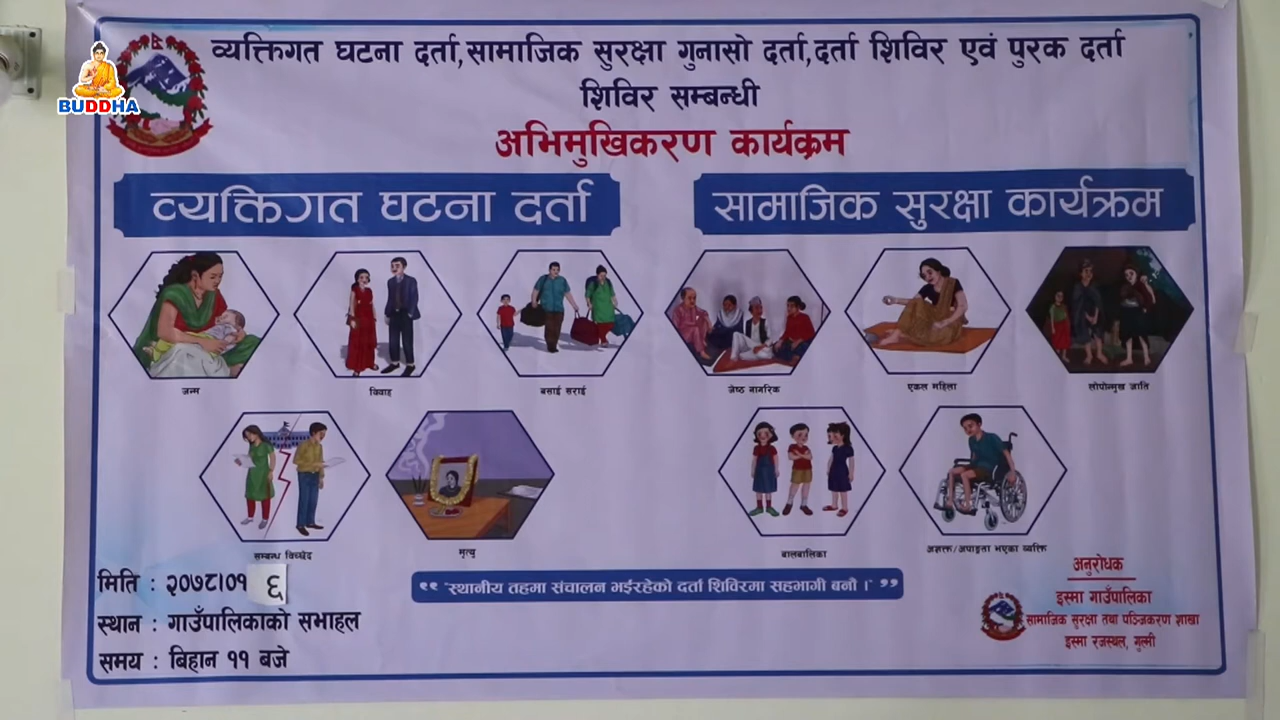 BUDDHA
व्यक्तिगत घटना दर्ता,सामाजिक सुरक्षा गुनासो दर्ता,दर्ता शिविर एवं पुरक दर्ता
शिविर सम्बन्धी
अभिमुखिकरण कार्यक्रम
व्यक्तिगत घटना दर्ता
सामाजिक सुरक्षा कार्यक्रम
जन्म
विवाह
बसाई सराई
जेष्ठ नागरिक
एकल महिला
लोपोन्मुख जाति
सम्बन्ध विच्छेद
मृत्यु
बालबालिका
अशक्त/अपाङ्गता भएका व्यक्ति
मिति : २०७८।०१ ६
स्थान : गाउँपालिकाको सभाहल
समय : बिहान ११ बजे
“ "स्थानीय तहमा संचालन भईरहेको दर्ता शिविरमा सहभागी बनौ ।" ”
अनुरोधक
इस्मा गाउँपालिका
सामाजिक सुरक्षा तथा पञ्जिकरण शाखा
इस्मा रजस्थल, गुल्मी